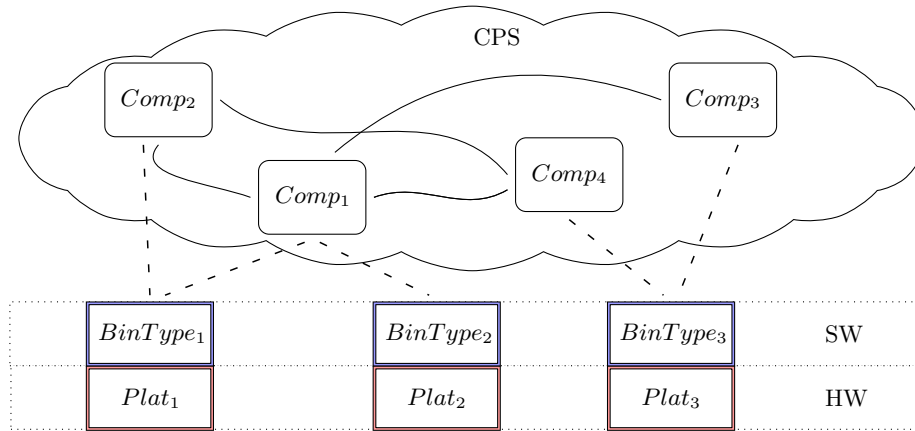 CPS
Comp₂
Comp₃
Comp₄
Comp₁
BinType₁ BinType₂ BinType₃ SW
Plat₁ Plat₂ Plat₃ HW